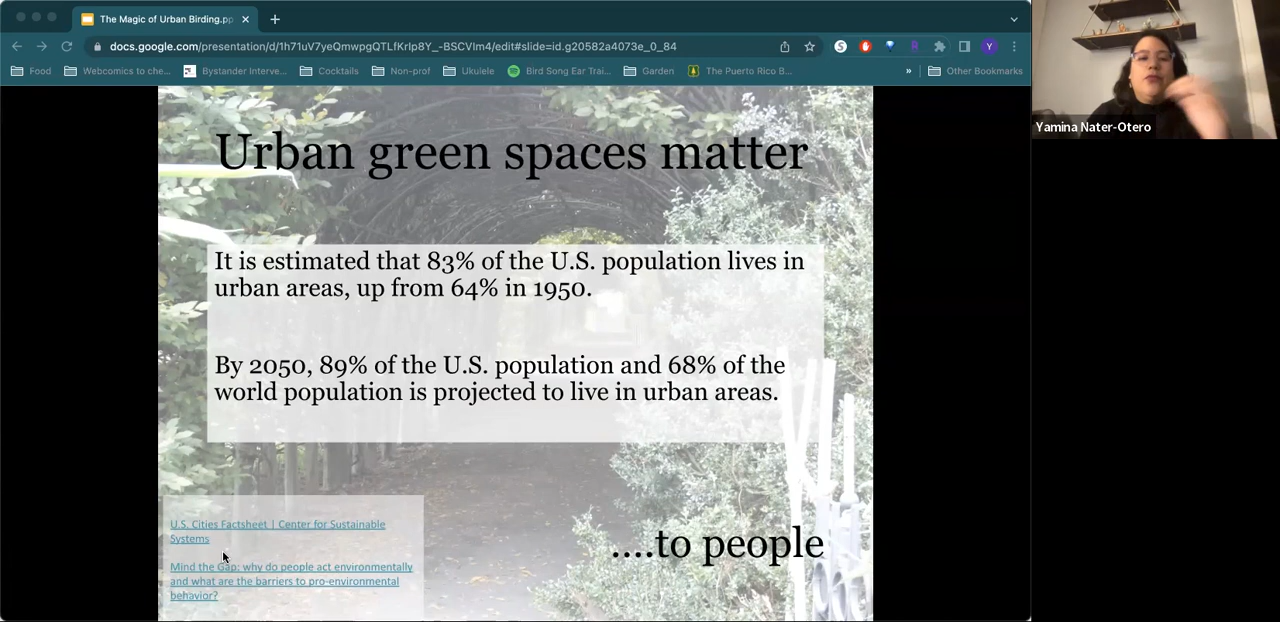 The Magic of Urban Birding.pp
docs.google.com/presentation/d/1h71uV7yeQmwpgQTLfKrIp8Y_-BSCVlm4/edit#slide=id.g20582a4073e_0_84
S
R
Y
Food
Webcomics to che...
Bystander Interve...
Cocktails
Non-prof
Ukulele
Bird Song Ear Trai...
Garden
The Puerto Rico B...
»
Other Bookmarks
Yamina Nater-Otero
Urban green spaces matter
It is estimated that 83% of the U.S. population lives in
urban areas, up from 64% in 1950.
By 2050, 89% of the U.S. population and 68% of the
world population is projected to live in urban areas.
U.S. Cities Factsheet | Center for Sustainable
Systems
Mind the Gap: why do people act environmentally
and what are the barriers to pro-environmental
behavior?
....to people